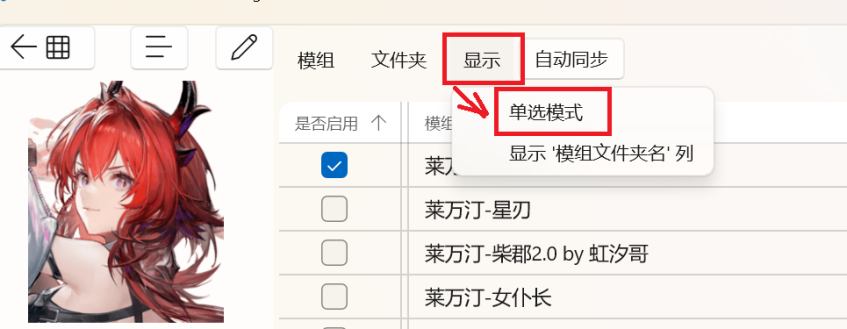 模组 文件夹 显示 自动同步
单选模式
显示 '模组文件夹名' 列
是否启用
莱万汀-星刃
莱万汀-柴郡2.0 by 虹汐哥
莱万汀-女仆长